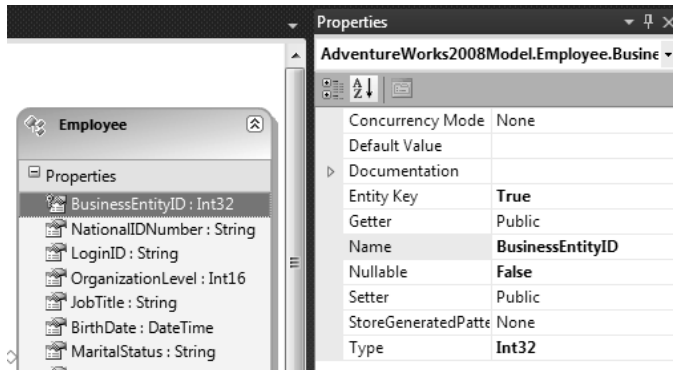 Employee
Properties
BusinessEntityID : Int32
NationalIDNumber : String
LoginID : String
OrganizationLevel : Int16
JobTitle : String
BirthDate : DateTime
MaritalStatus : String
Properties
AdventureWorks2008Model.Employee.Busine
Concurrency Mode None
Default Value
Documentation
Entity Key True
Getter Public
Name BusinessEntityID
Nullable False
Setter Public
StoreGeneratedPatte None
Type Int32